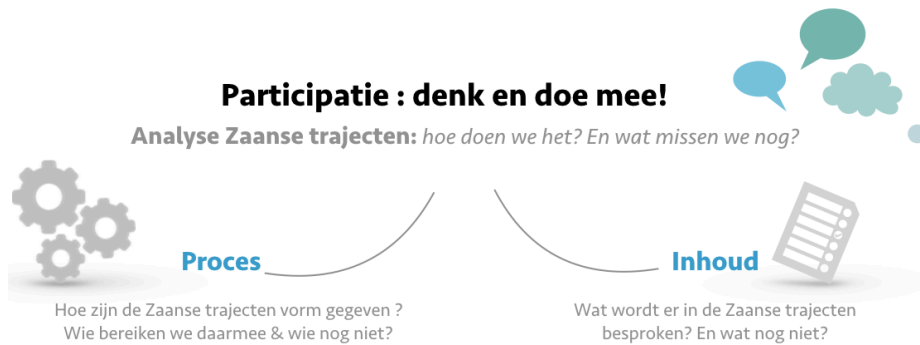 Participatie : denk en doe mee!
Analyse Zaanse trajecten: hoe doen we het? En wat missen we nog?
Proces
Hoe zijn de Zaanse trajecten vorm gegeven ?
Wie bereiken we daarmee & wie nog niet?
Inhoud
Wat wordt er in de Zaanse trajecten
besproken? En wat nog niet?